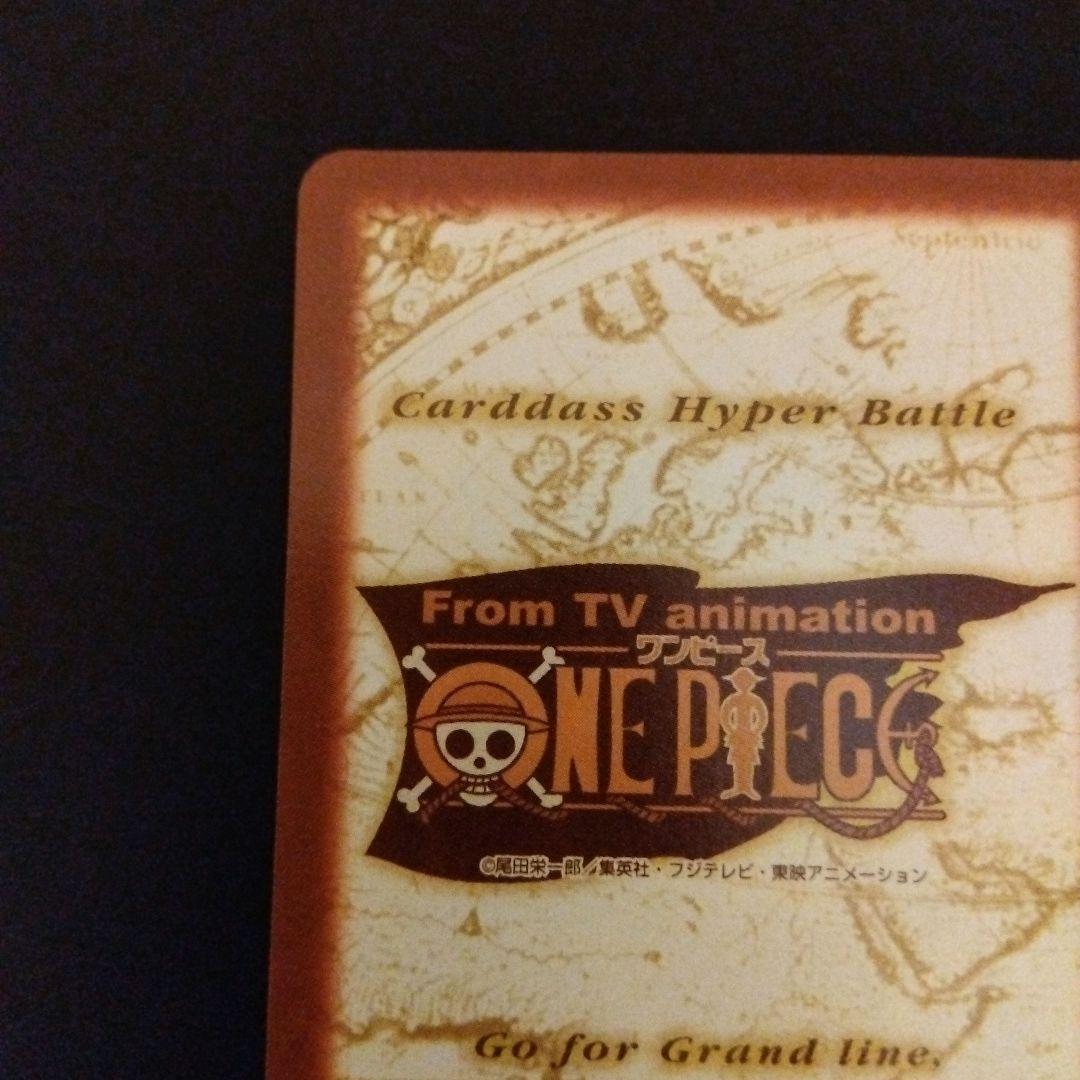 Septentrio
Carddass Hyper Battle
From TV animation
ワンピース
ONE PIECE
©尾田栄一郎／集英社・フジテレビ・東映アニメーション
Go for Grand line,